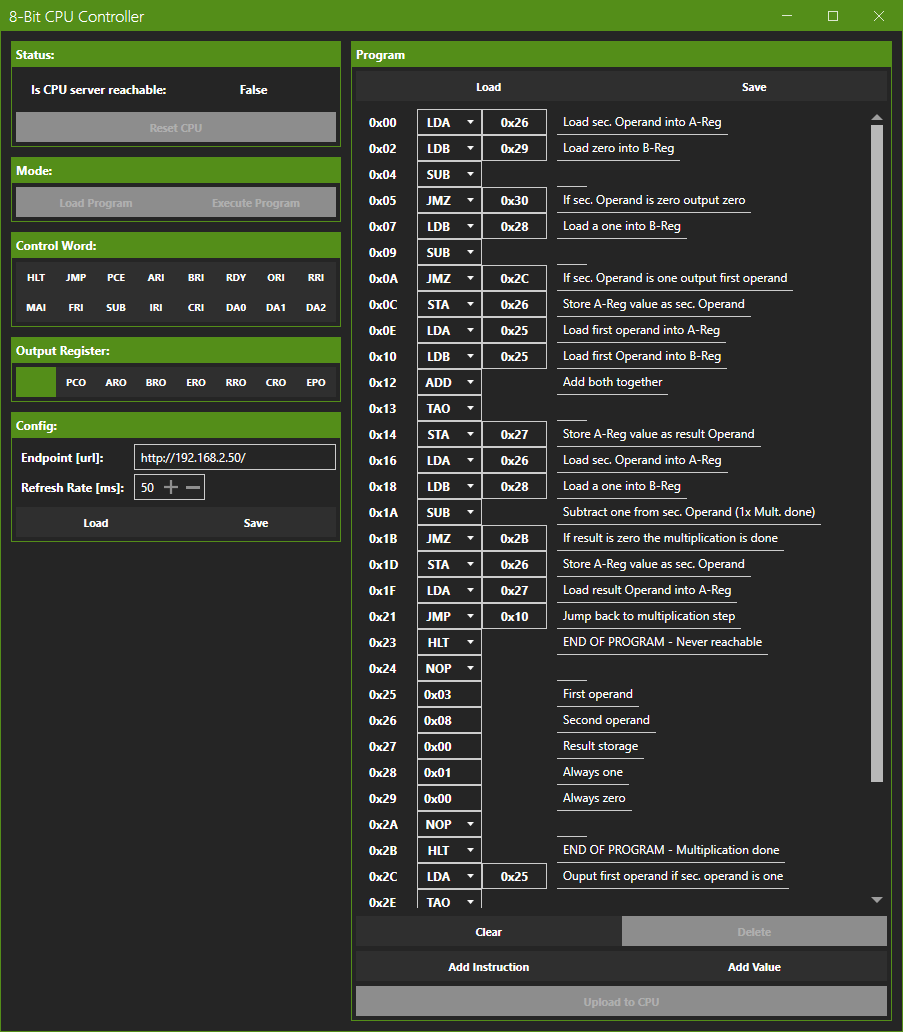 8-Bit CPU Controller
Status:
Is CPU server reachable: False
Reset CPU
Mode:
Load Program Execute Program
Control Word:
HLT JMP PCE ARI BRI RDY ORI RRI
MAI FRI SUB IRI CRI DA0 DA1 DA2
Output Register:
PCO ARO BRO ERO RRO CRO EPO
Config:
Endpoint [url]: http://192.168.2.50/
Refresh Rate [ms]: 50
Load Save
Program
Load Save
0x00 LDA 0x26 Load sec. Operand into A-Reg
0x02 LDB 0x29 Load zero into B-Reg
0x04 SUB
0x05 JMZ 0x30 If sec. Operand is zero output zero
0x07 LDB 0x28 Load a one into B-Reg
0x09 SUB
0x0A JMZ 0x2C If sec. Operand is one output first operand
0x0C STA 0x26 Store A-Reg value as sec. Operand
0x0E LDA 0x25 Load first operand into A-Reg
0x10 LDB 0x25 Load first Operand into B-Reg
0x12 ADD Add both together
0x13 TAO
0x14 STA 0x27 Store A-Reg value as result Operand
0x16 LDA 0x26 Load sec. Operand into A-Reg
0x18 LDB 0x28 Load a one into B-Reg
0x1A SUB Subtract one from sec. Operand (1x Mult. done)
0x1B JMZ 0x2B If result is zero the multiplication is done
0x1D STA 0x26 Store A-Reg value as sec. Operand
0x1F LDA 0x27 Load result Operand into A-Reg
0x21 JMP 0x10 Jump back to multiplication step
0x23 HLT END OF PROGRAM - Never reachable
0x24 NOP
0x25 0x03 First operand
0x26 0x08 Second operand
0x27 0x00 Result storage
0x28 0x01 Always one
0x29 0x00 Always zero
0x2A NOP
0x2B HLT END OF PROGRAM - Multiplication done
0x2C LDA 0x25 Ouput first operand if sec. operand is one
0x2E TAO
Clear Delete
Add Instruction Add Value
Upload to CPU